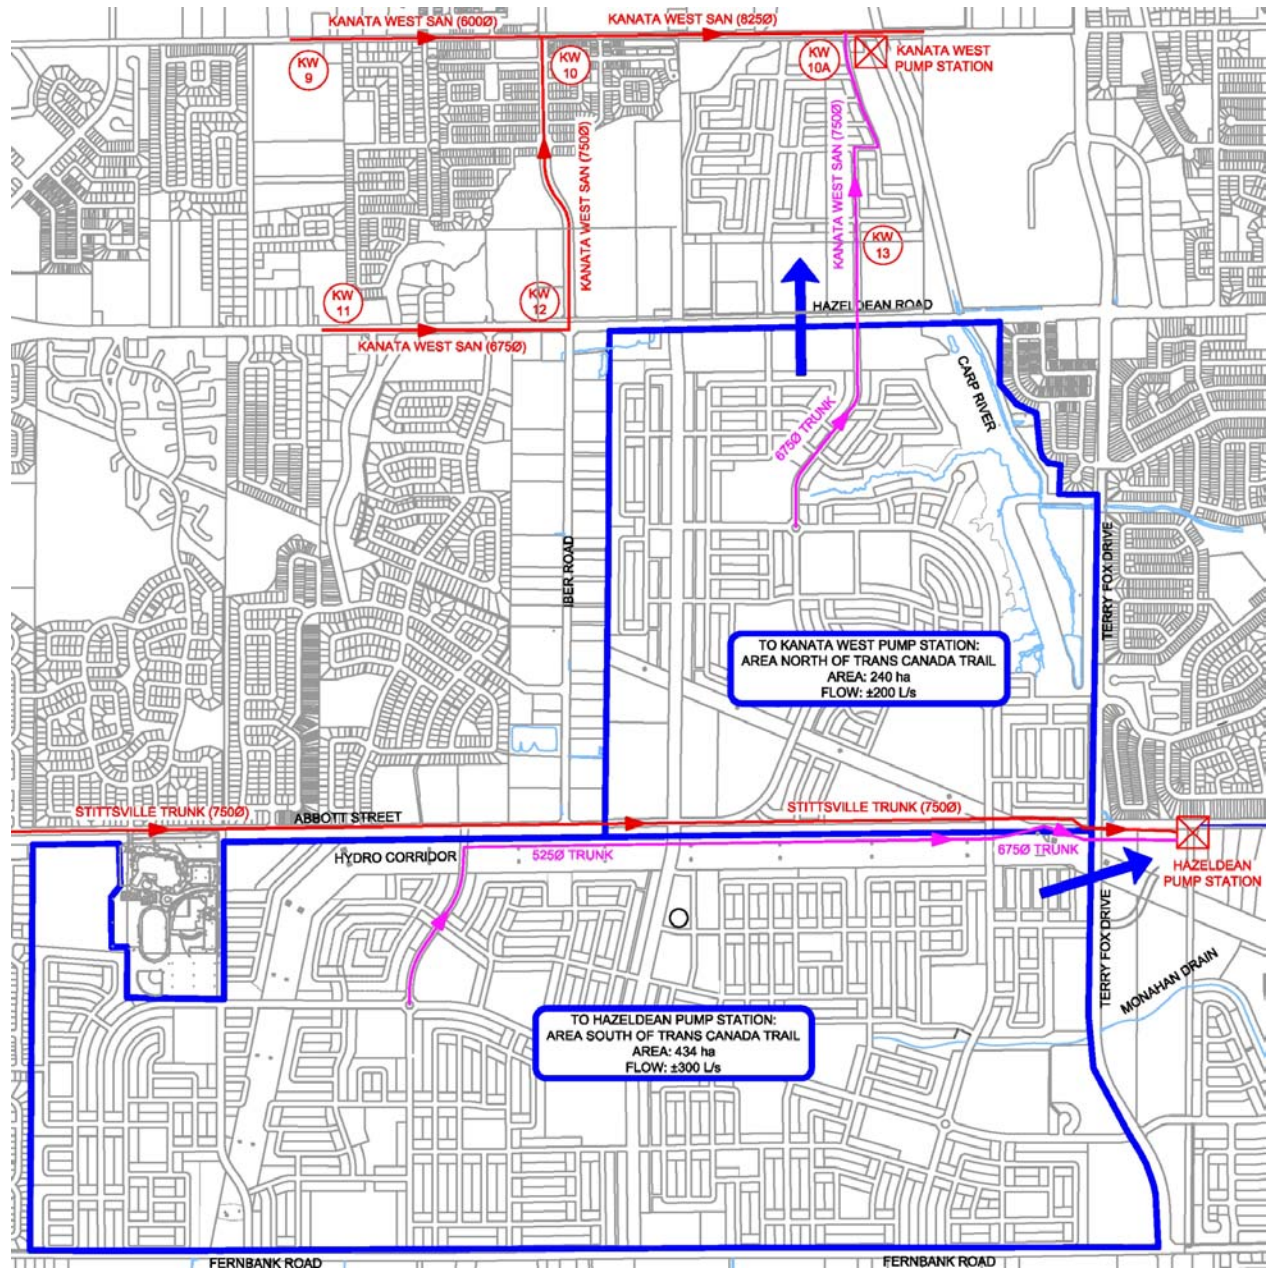 KANATA WEST SAN (600Ø)
KANATA WEST SAN (825Ø)
KW
9
KW
10
KW
10A
KANATA WEST
PUMP STATION
KANATA WEST SAN (750Ø)
KANATA WEST SAN (750Ø)
KW
13
KW
11
KW
12
HAZELDEAN ROAD
KANATA WEST SAN (675Ø)
CARP RIVER
675Ø TRUNK
IBER ROAD
TERRY FOX DRIVE
TO KANATA WEST PUMP STATION:
AREA NORTH OF TRANS CANADA TRAIL
AREA: 240 ha
FLOW: ±200 L/s
STITTSVILLE TRUNK (750Ø)
ABBOTT STREET
STITTSVILLE TRUNK (750Ø)
HYDRO CORRIDOR
525Ø TRUNK
675Ø TRUNK
HAZELDEAN
PUMP STATION
TERRY FOX DRIVE
MONAHAN DRAIN
TO HAZELDEAN PUMP STATION:
AREA SOUTH OF TRANS CANADA TRAIL
AREA: 434 ha
FLOW: ±300 L/s
FERNBANK ROAD
FERNBANK ROAD